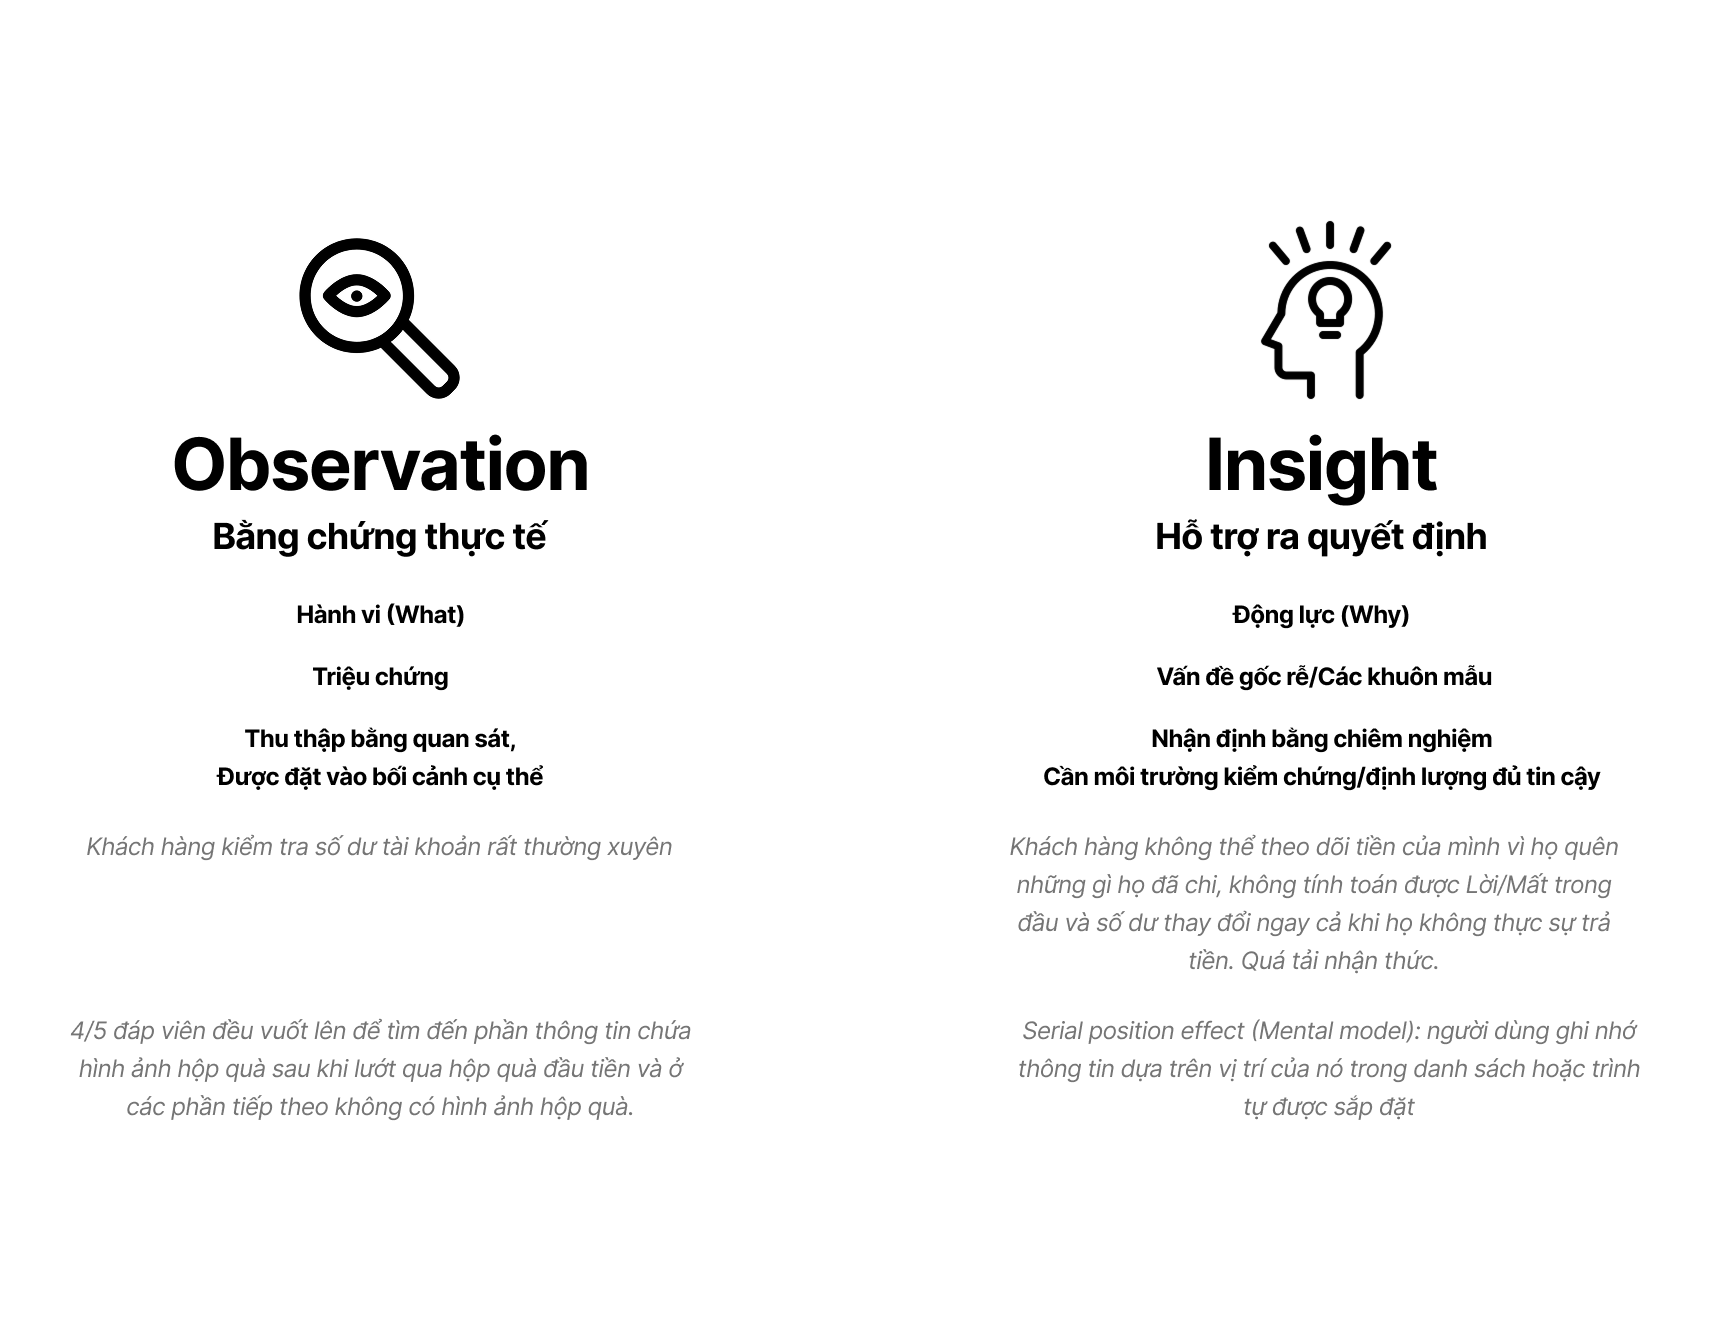 Observation
Bằng chứng thực tế
Hành vi (What)
Triệu chứng
Thu thập bằng quan sát,
Được đặt vào bối cảnh cụ thể
Khách hàng kiểm tra số dư tài khoản rất thường xuyên
4/5 đáp viên đều vuốt lên để tìm đến phần thông tin chứa
hình ảnh hộp quà sau khi lướt qua hộp quà đầu tiền và ở
các phần tiếp theo không có hình ảnh hộp quà.
Insight
Hỗ trợ ra quyết định
Động lực (Why)
Vấn đề gốc rễ/Các khuôn mẫu
Nhận định bằng chiêm nghiệm
Cần môi trường kiểm chứng/định lượng đủ tin cậy
Khách hàng không thể theo dõi tiền của mình vì họ quên
những gì họ đã chi, không tính toán được Lời/Mất trong
đầu và số dư thay đổi ngay cả khi họ không thực sự trả
tiền. Quá tải nhận thức.
Serial position effect (Mental model): người dùng ghi nhớ
thông tin dựa trên vị trí của nó trong danh sách hoặc trình
tự được sắp đặt